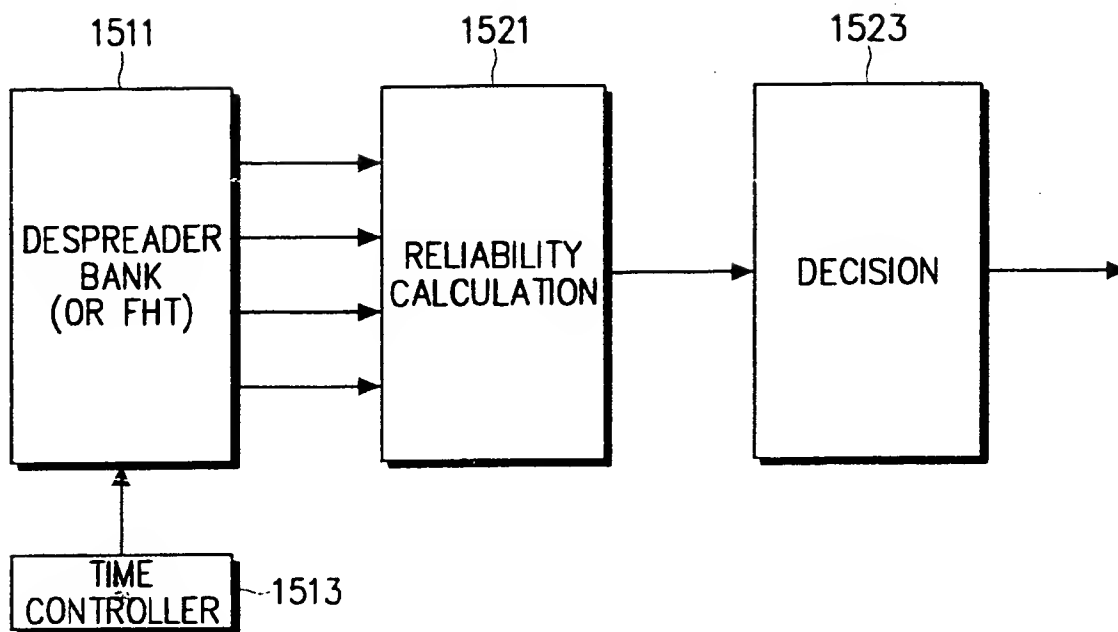 1511
1521
1523
DESPREADER
BANK
(OR FHT)
RELIABILITY
CALCULATION
DECISION
TIME
CONTROLLER
1513